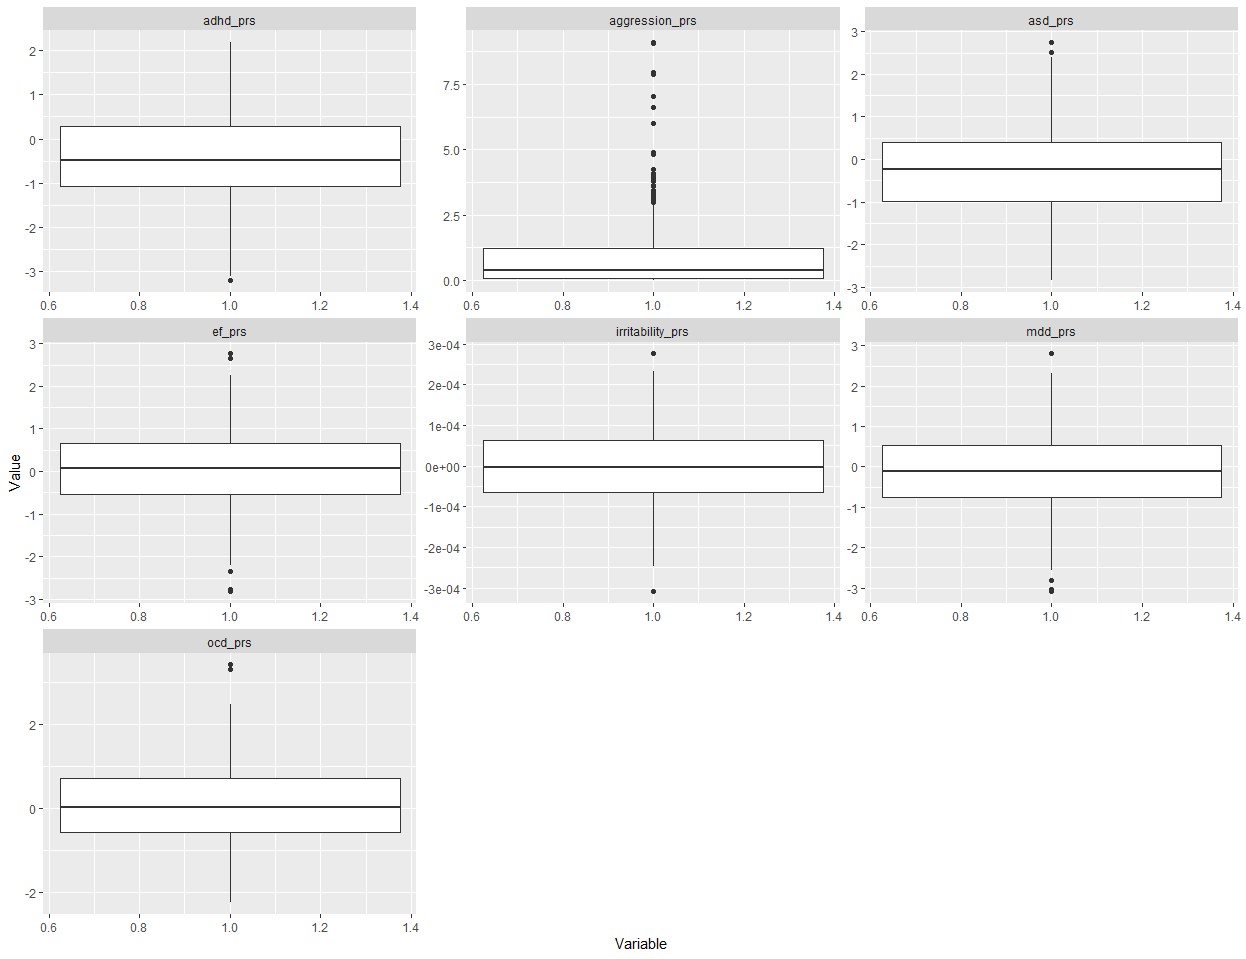 adhd_prs aggression_prs asd_prs
2
1
0
-1
-2
-3
0.6 0.8 1.0 1.2 1.4
7.5
5.0
2.5
0.0
0.6 0.8 1.0 1.2 1.4
3
2
1
0
-1
-2
-3
0.6 0.8 1.0 1.2 1.4
ef_prs irritability_prs mdd_prs
3
2
1
0
-1
-2
-3
0.6 0.8 1.0 1.2 1.4
3e-04
2e-04
1e-04
0e+00
-1e-04
-2e-04
-3e-04
0.6 0.8 1.0 1.2 1.4
3
2
1
0
-1
-2
-3
0.6 0.8 1.0 1.2 1.4
Value
ocd_prs
2
0
-2
0.6 0.8 1.0 1.2 1.4
Variable